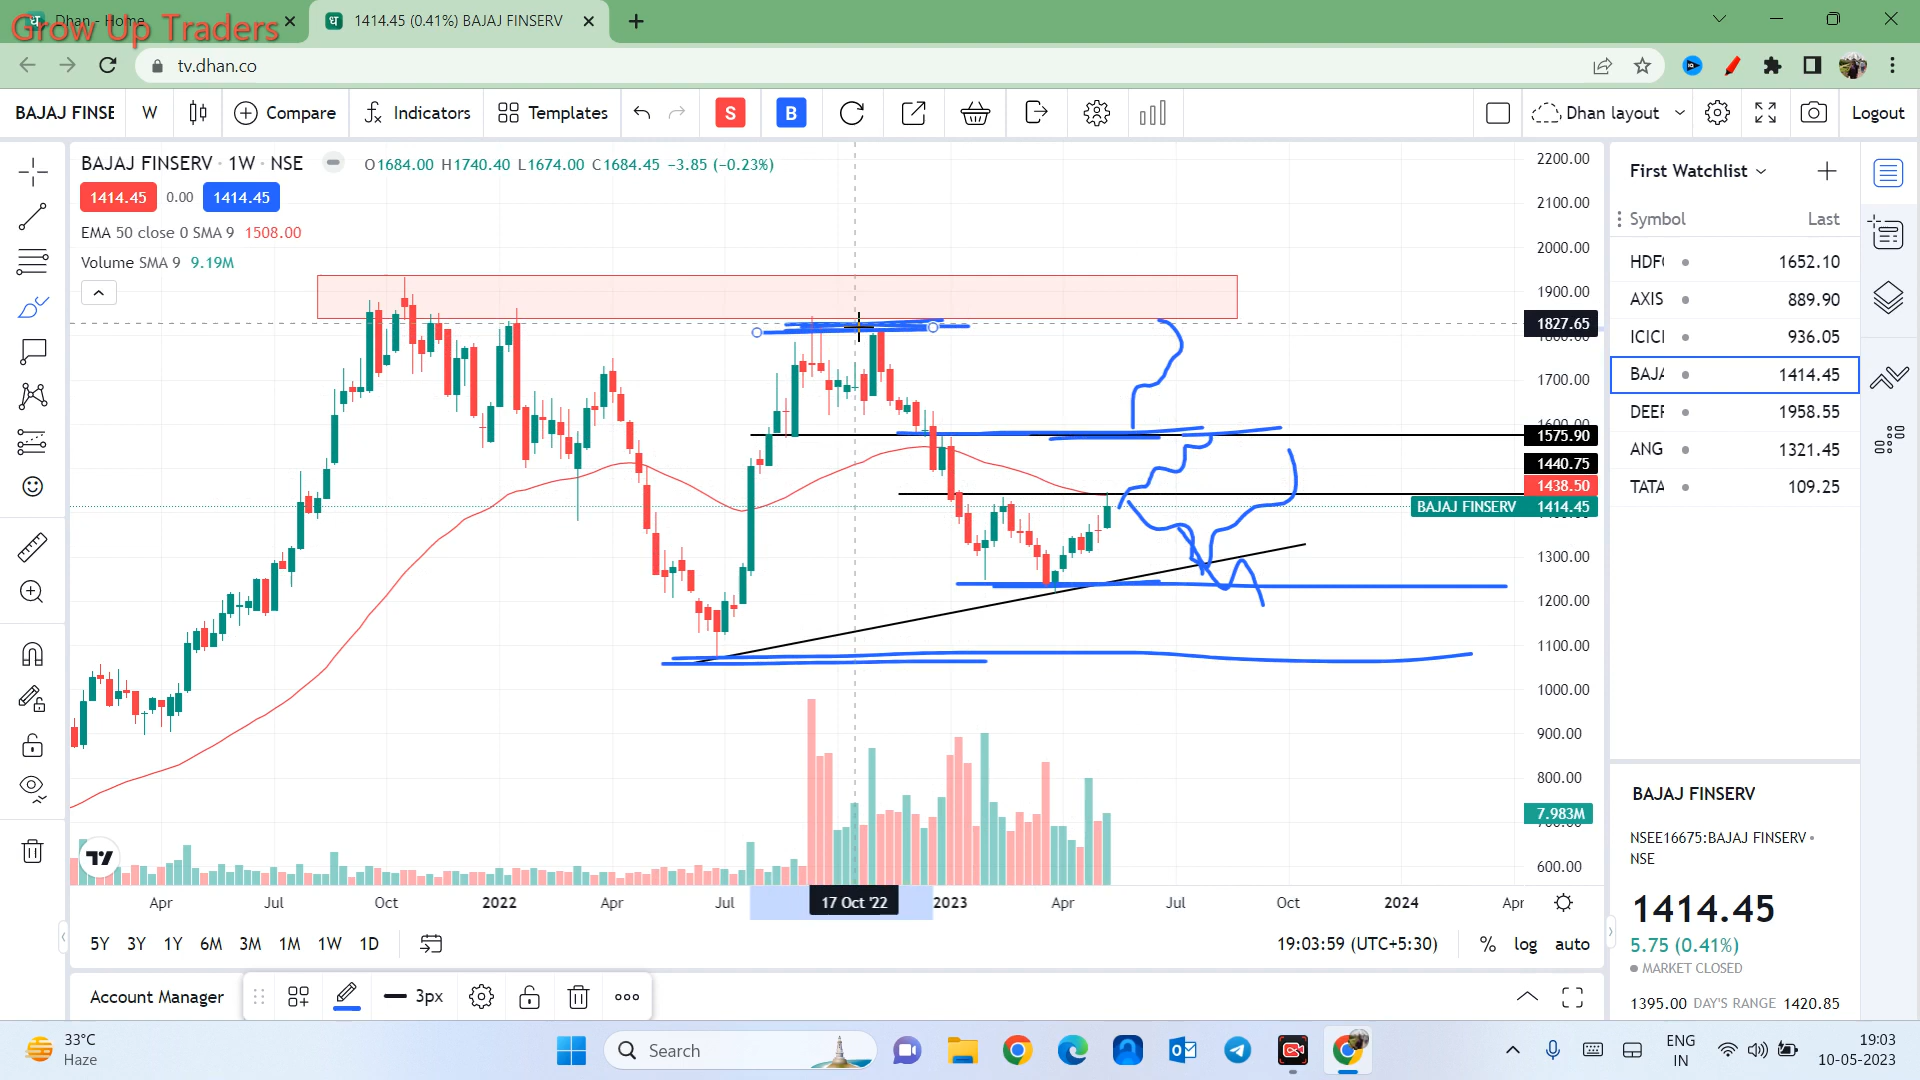 Grow Up Traders
Dhan - Home
1414.45 (0.41%) BAJAJ FINSERV
tv.dhan.co
BAJAJ FINSE W Compare Indicators Templates S B Dhan layout Logout
BAJAJ FINSERV · 1W · NSE O1684.00 H1740.40 L1674.00 C1684.45 −3.85 (−0.23%)
1414.45 0.00 1414.45
EMA 50 close 0 SMA 9 1508.00
Volume SMA 9 9.19M
2200.00
2100.00
2000.00
1900.00
1827.65
1700.00
1575.90
1440.75
1438.50
BAJAJ FINSERV 1414.45
1300.00
1200.00
1100.00
1000.00
900.00
800.00
7.983M
600.00
Apr Jul Oct 2022 Apr Jul 17 Oct '22 2023 Apr Jul Oct 2024 Apr
5Y 3Y 1Y 6M 3M 1M 1W 1D
19:03:59 (UTC+5:30) % log auto
Account Manager
3px
First Watchlist
Symbol Last
HDF 1652.10
AXIS 889.90
ICICI 936.05
BAJA 1414.45
DEEF 1958.55
ANG 1321.45
TATA 109.25
BAJAJ FINSERV
NSEE16675:BAJAJ FINSERV •
NSE
1414.45
5.75 (0.41%)
MARKET CLOSED
1395.00 DAY'S RANGE 1420.85
33°C
Haze
Search
ENG
IN
19:03
10-05-2023